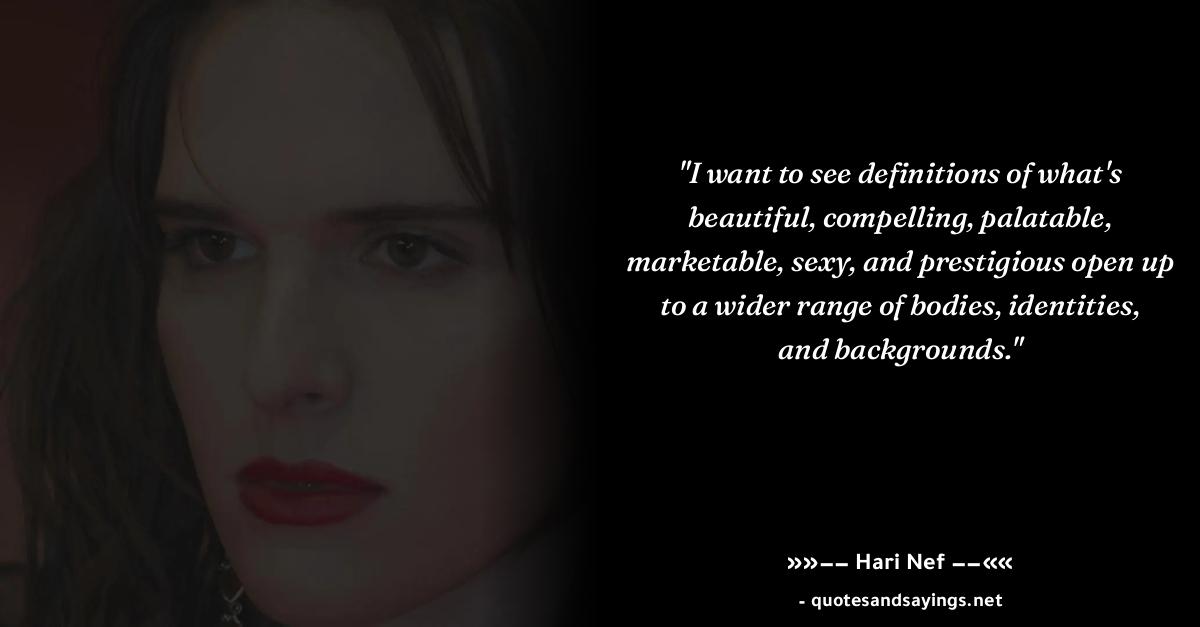 "I want to see definitions of what's
beautiful, compelling, palatable,
marketable, sexy, and prestigious open up
to a wider range of bodies, identities,
and backgrounds."
»»−− Hari Nef −−««
- quotesandsayings.net